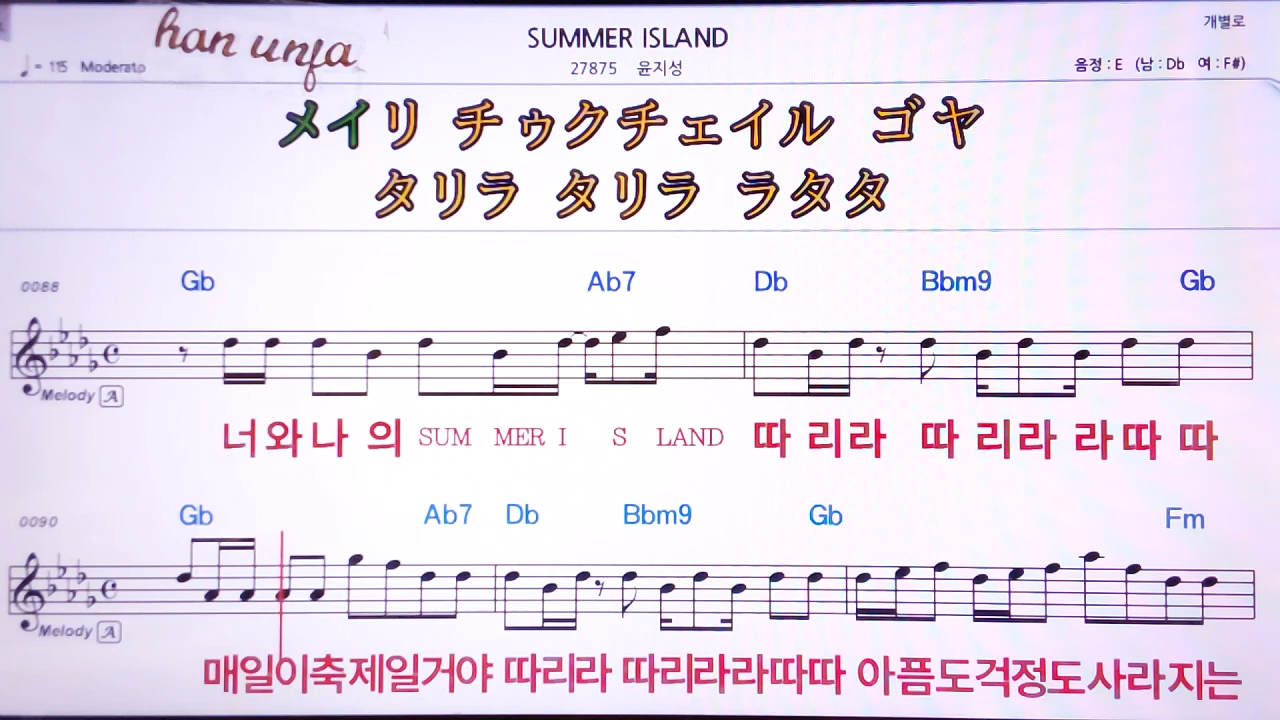 개별로
han unja
SUMMER ISLAND
♩= 115 Moderato
27875 윤지성
음정 : E (남 : Db 여 : F#)
メイリ チゥクチェイル ゴヤ
タリラ タリラ ラタタ
0088 Gb Ab7 Db Bbm9 Gb
Melody A
너와나 의 SUM MER I S LAND 따 리라 따 리라 라따 따
0090 Gb Ab7 Db Bbm9 Gb Fm
Melody A
매일이축제일거야 따리라 따리라라따따 아픔도걱정도사라지는